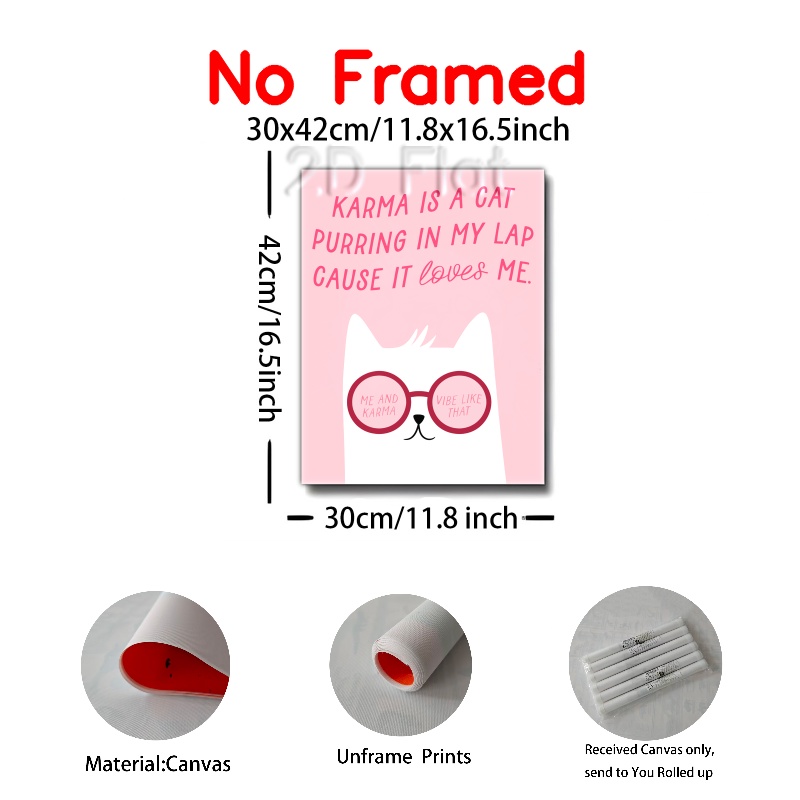 No Framed
30x42cm/11.8x16.5inch
2.D Flat
KARMA IS A CAT
PURRING IN MY LAP
CAUSE IT loves ME.
42cm/16.5inch
ME AND
KARMA
VIBE LIKE
THAT
30cm/11.8 inch
Material:Canvas
Unframe Prints
Received Canvas only,
send to You Rolled up